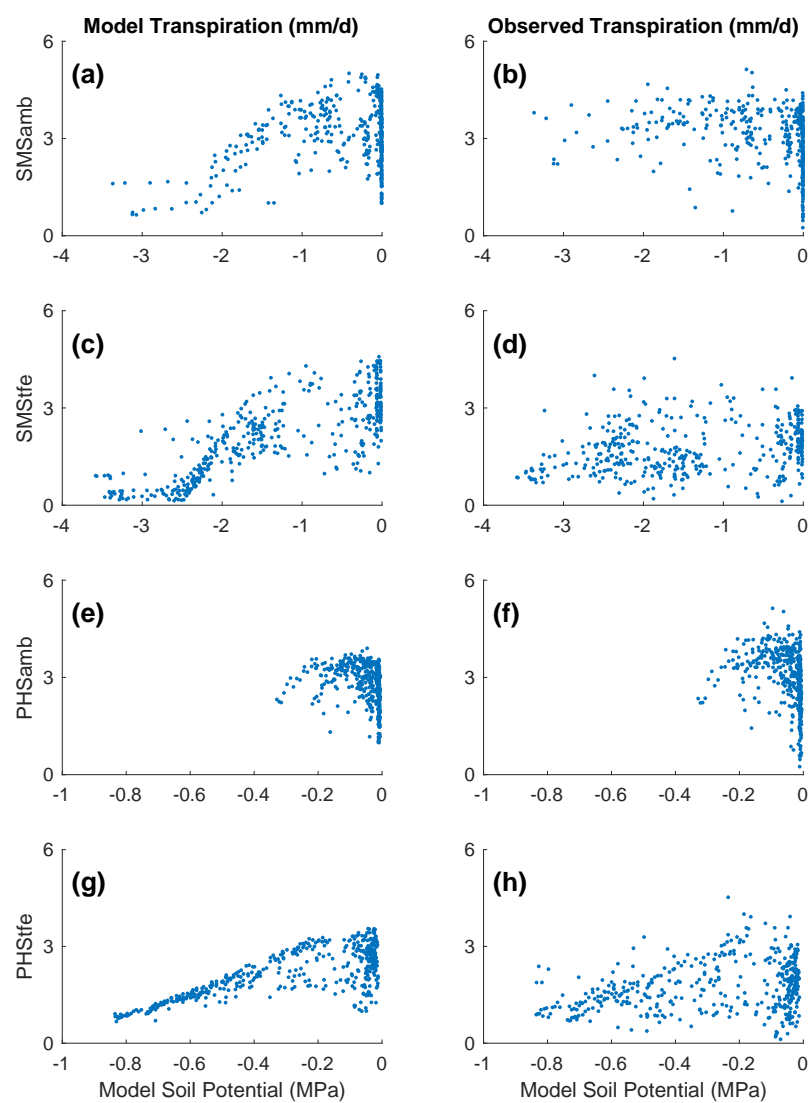 Model Transpiration (mm/d) Observed Transpiration (mm/d)
6 6
(a) (b)
SMSamb
3 3
0 0
-4 -3 -2 -1 0 -4 -3 -2 -1 0
6 6
(c) (d)
SMStfe
3 3
0 0
-4 -3 -2 -1 0 -4 -3 -2 -1 0
6 6
(e) (f)
PHSamb
3 3
0 0
-1 -0.8 -0.6 -0.4 -0.2 0 -1 -0.8 -0.6 -0.4 -0.2 0
6 6
(g) (h)
PHStfe
3 3
0 0
-1 -0.8 -0.6 -0.4 -0.2 0 -1 -0.8 -0.6 -0.4 -0.2 0
Model Soil Potential (MPa) Model Soil Potential (MPa)